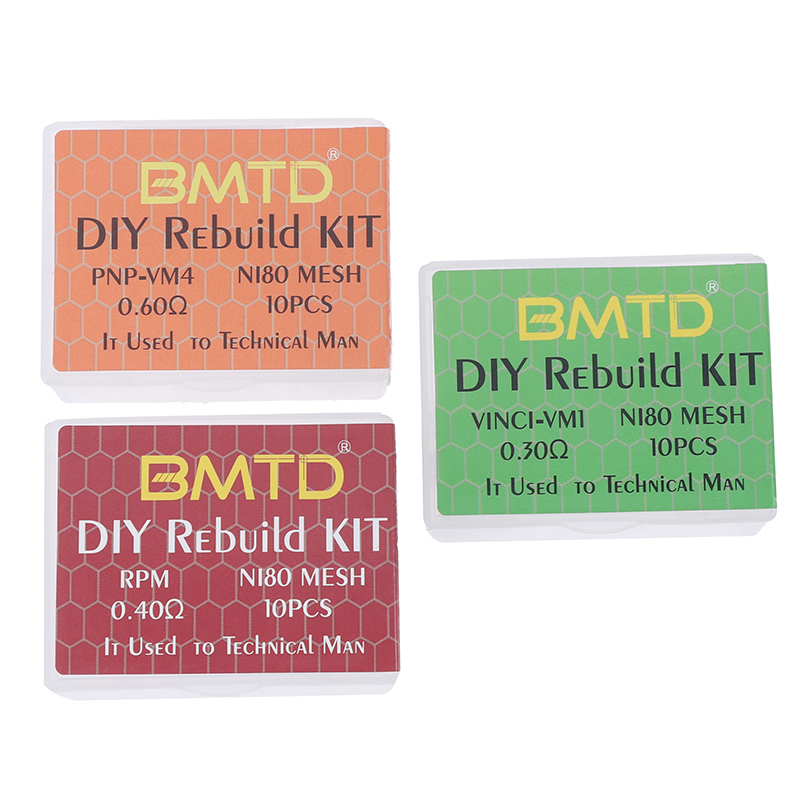 BMTD®
DIY Rebuild KIT
PNP-VM4 NI80 MESH
0.60Ω 10PCS
It Used to Technical Man
BMTD®
DIY Rebuild KIT
RPM NI80 MESH
0.40Ω 10PCS
It Used to Technical Man
BMTD®
DIY Rebuild KIT
VINCI-VM1 NI80 MESH
0.30Ω 10PCS
It Used to Technical Man